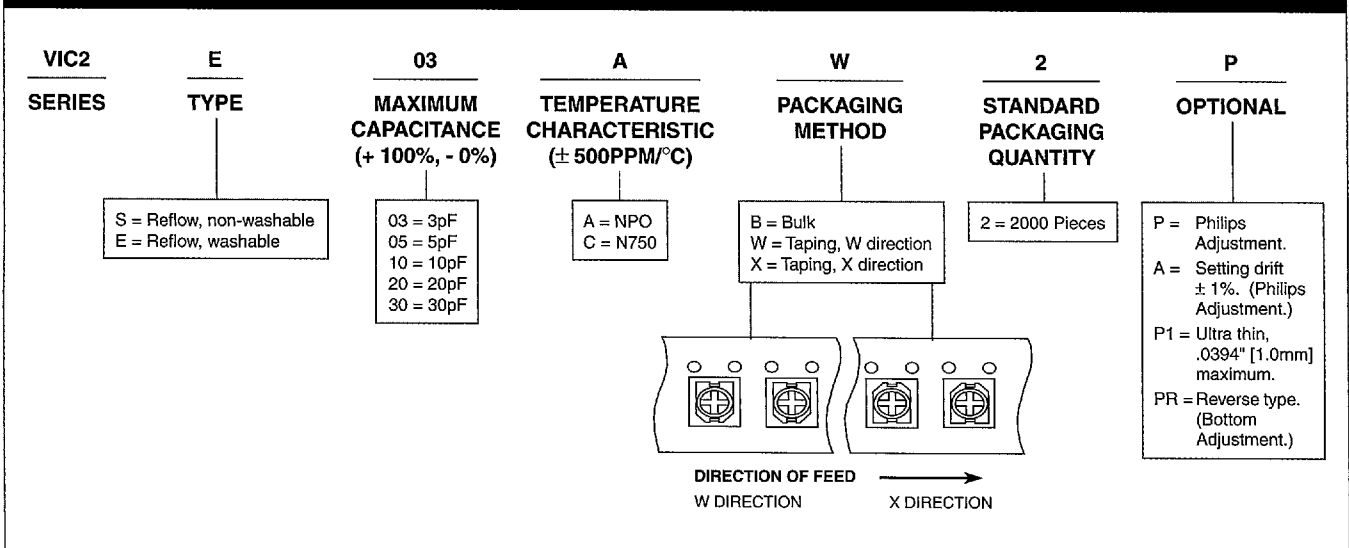 VIC2 E 03 A W 2 P
SERIES TYPE MAXIMUM CAPACITANCE (+ 100%, - 0%) TEMPERATURE CHARACTERISTIC (± 500PPM/°C) PACKAGING METHOD STANDARD PACKAGING QUANTITY OPTIONAL
S = Reflow, non-washable
E = Reflow, washable
03 = 3pF
05 = 5pF
10 = 10pF
20 = 20pF
30 = 30pF
A = NPO
C = N750
B = Bulk
W = Taping, W direction
X = Taping, X direction
2 = 2000 Pieces
P = Philips
Adjustment.
A = Setting drift
± 1%. (Philips
Adjustment.)
P1 = Ultra thin,
.0394" [1.0mm]
maximum.
PR = Reverse type.
(Bottom
Adjustment.)
DIRECTION OF FEED
W DIRECTION X DIRECTION